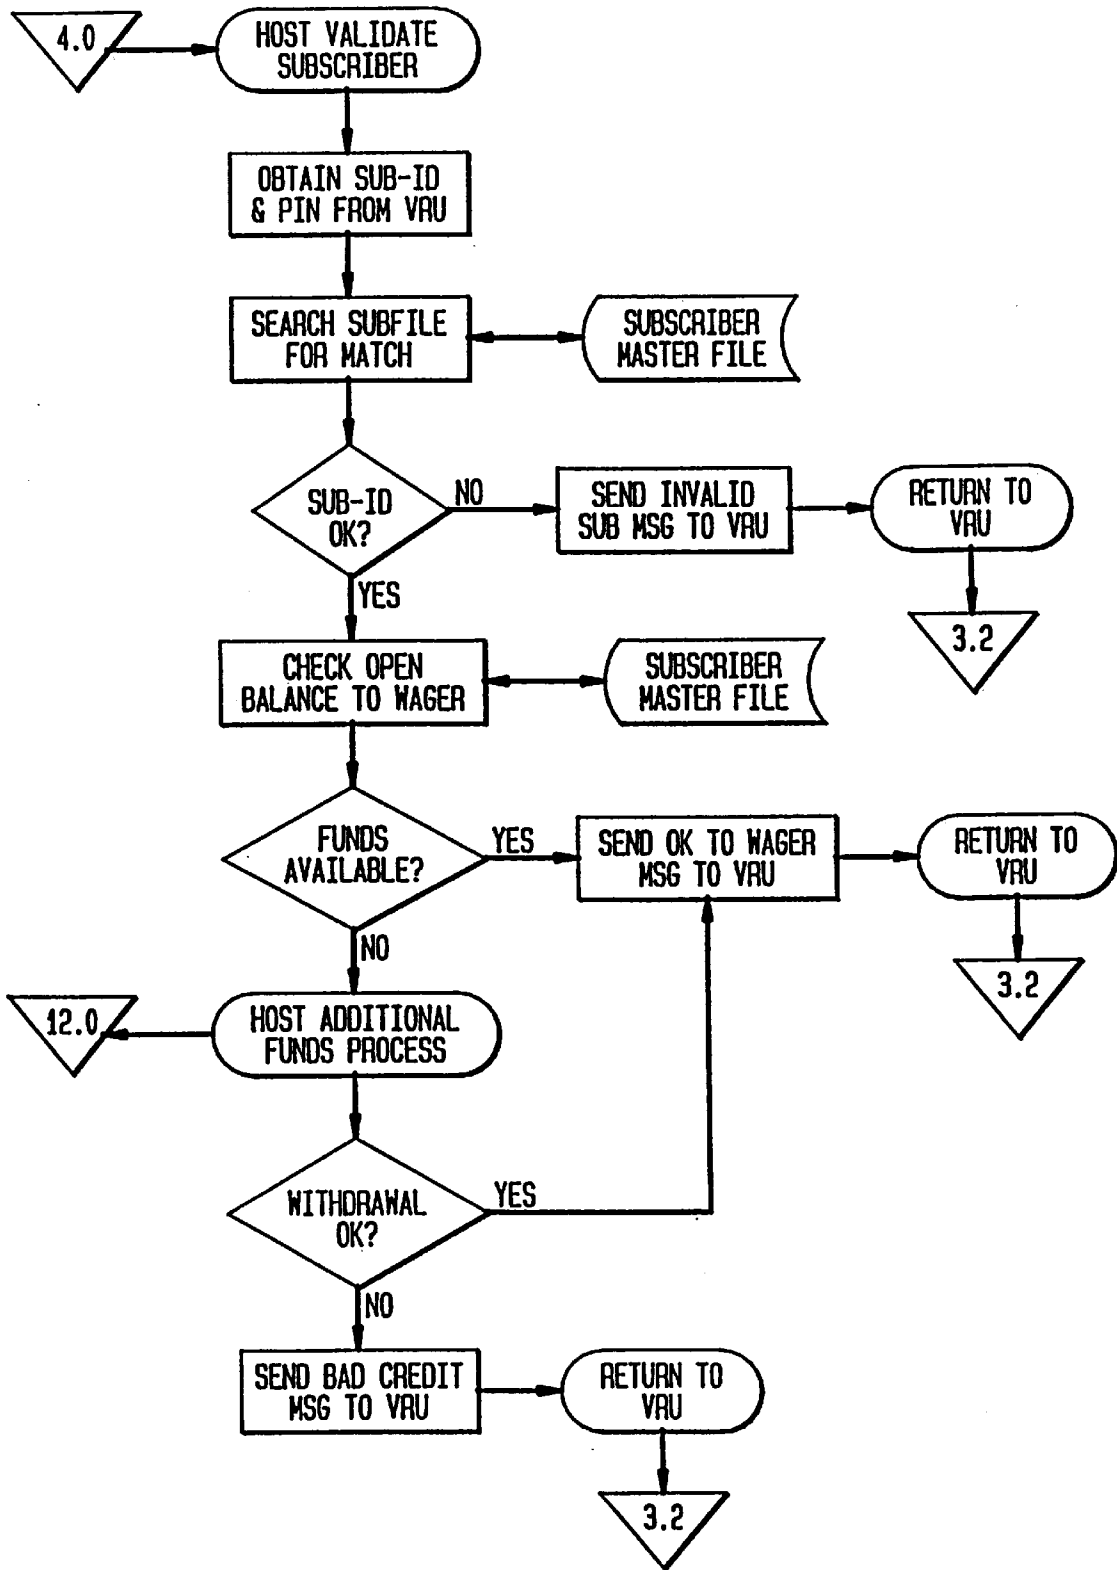 4.0
HOST VALIDATE
SUBSCRIBER
OBTAIN SUB-ID
& PIN FROM VRU
SEARCH SUBFILE
FOR MATCH
SUBSCRIBER
MASTER FILE
SUB-ID
OK?
NO
SEND INVALID
SUB MSG TO VRU
RETURN TO
VRU
3.2
YES
CHECK OPEN
BALANCE TO WAGER
SUBSCRIBER
MASTER FILE
FUNDS
AVAILABLE?
YES
SEND OK TO WAGER
MSG TO VRU
RETURN TO
VRU
3.2
NO
12.0
HOST ADDITIONAL
FUNDS PROCESS
WITHDRAWAL
OK?
YES
NO
SEND BAD CREDIT
MSG TO VRU
RETURN TO
VRU
3.2